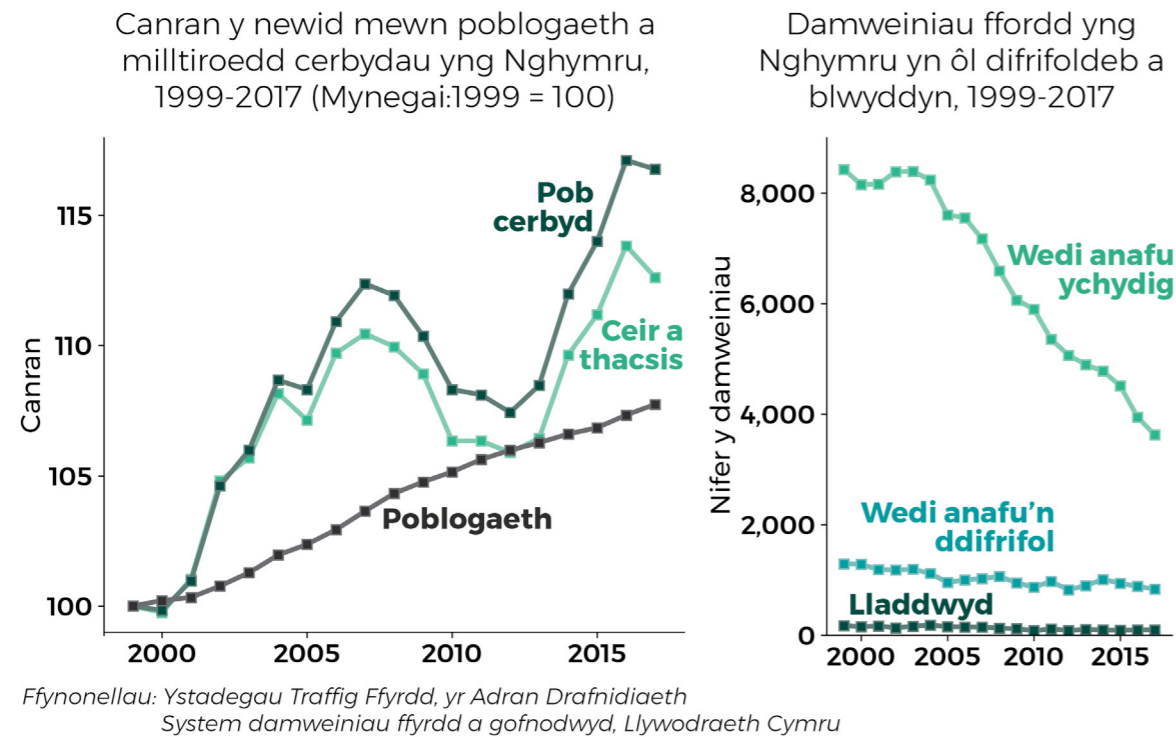 Canran y newid mewn poblogaeth a
milltiroedd cerbydau yng Nghymru,
1999-2017 (Mynegai:1999 = 100)
Canran
115
110
105
100
Pob
cerbyd
Ceir a
thacsis
Poblogaeth
2000
2005
2010
2015
Damweiniau ffordd yng
Nghymru yn ôl difrifoldeb a
blwyddyn, 1999-2017
Nifer y damweiniau
8,000
6,000
4,000
2,000
0
Wedi anafu
ychydig
Wedi anafu'n
ddifrifol
Lladdwyd
2000
2005
2010
2015
Ffynonellau: Ystadegau Traffig Ffyrdd, yr Adran Drafnidiaeth
System damweiniau ffyrdd a gofnodwyd, Llywodraeth Cymru